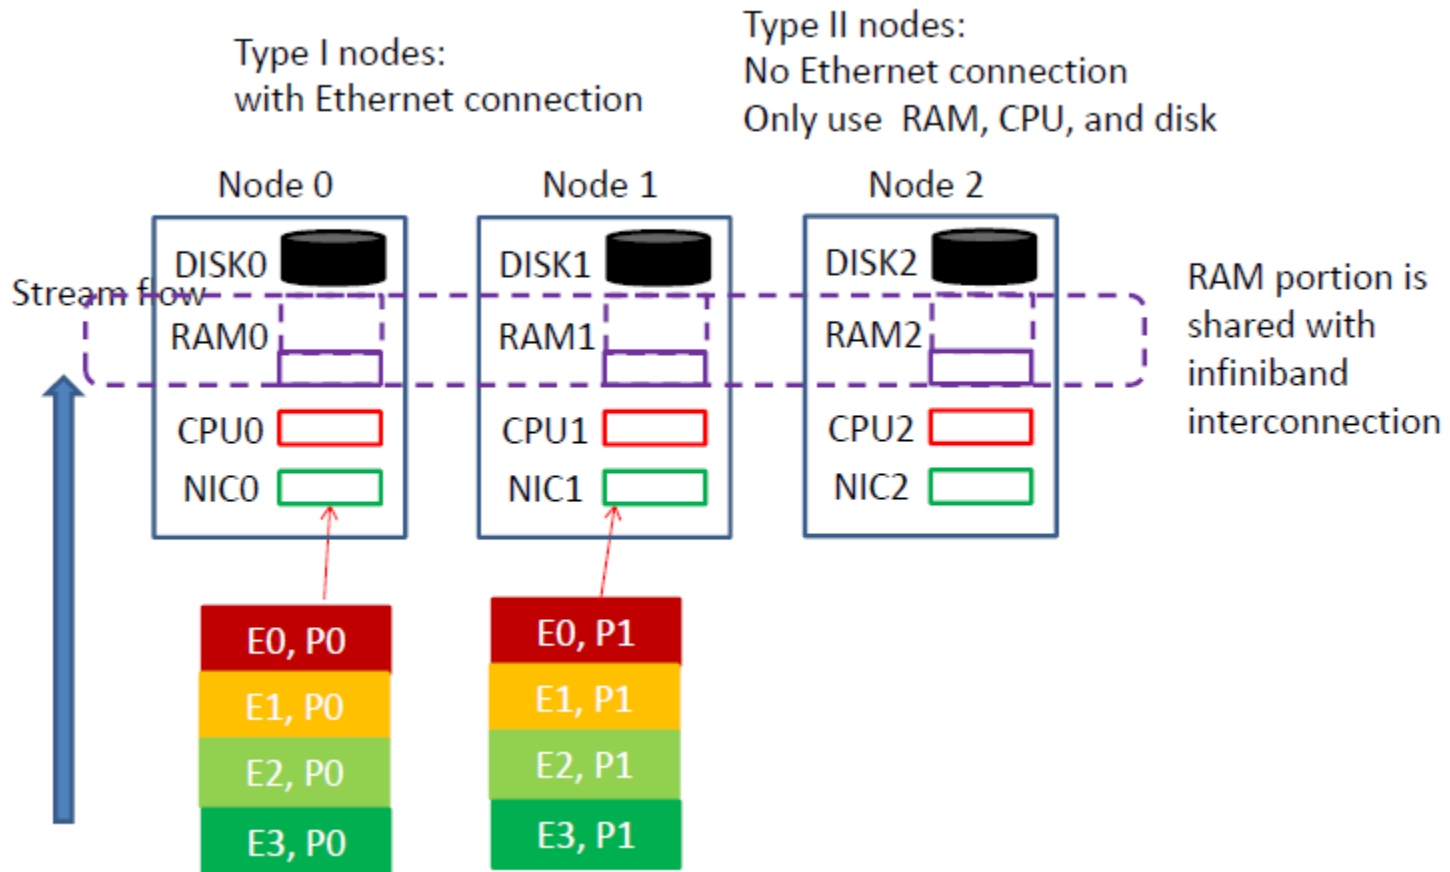 Type I nodes:
with Ethernet connection
Type II nodes:
No Ethernet connection
Only use RAM, CPU, and disk
Node 0
Node 1
Node 2
DISK0
DISK1
DISK2
Stream flow
RAM0
RAM1
RAM2
RAM portion is
shared with
infiniband
interconnection
CPU0
CPU1
CPU2
NIC0
NIC1
NIC2
E0, P0
E1, P0
E2, P0
E3, P0
E0, P1
E1, P1
E2, P1
E3, P1